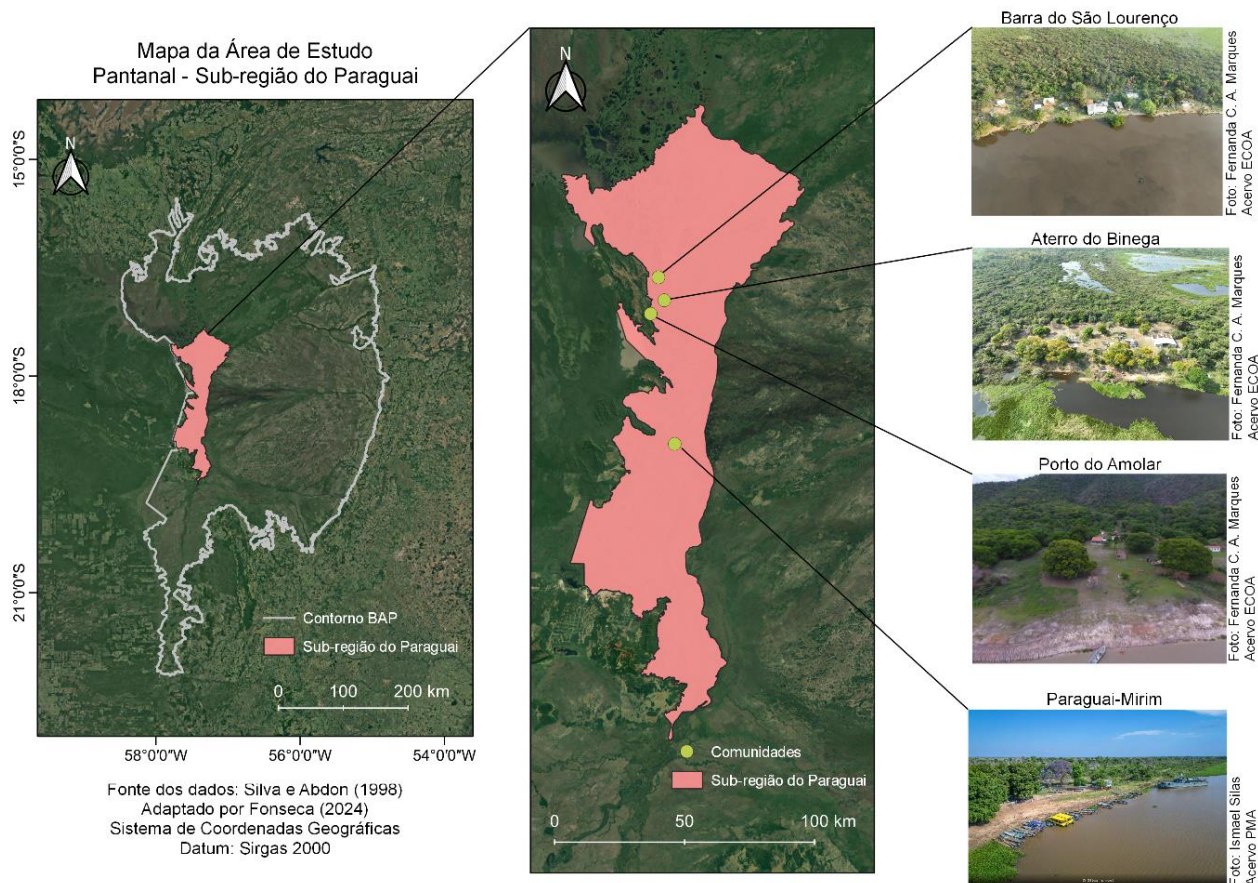 Mapa da Área de Estudo
Pantanal - Sub-região do Paraguai
N
15°0'0"S
18°0'0"S
21°0'0"S
Contorno BAP
Sub-região do Paraguai
0 100 200 km
58°0'0"W 56°0'0"W 54°0'0"W
Fonte dos dados: Silva e Abdon (1998)
Adaptado por Fonseca (2024)
Sistema de Coordenadas Geográficas
Datum: Sirgas 2000
N
Comunidades
Sub-região do Paraguai
0 50 100 km
Barra do São Lourenço
Foto: Fernanda C. A. Marques
Acervo ECOA
Aterro do Binega
Foto: Fernanda C. A. Marques
Acervo ECOA
Porto do Amolar
Foto: Fernanda C. A. Marques
Acervo ECOA
Paraguai-Mirim
Foto: Ismael Silas
Acervo PMA